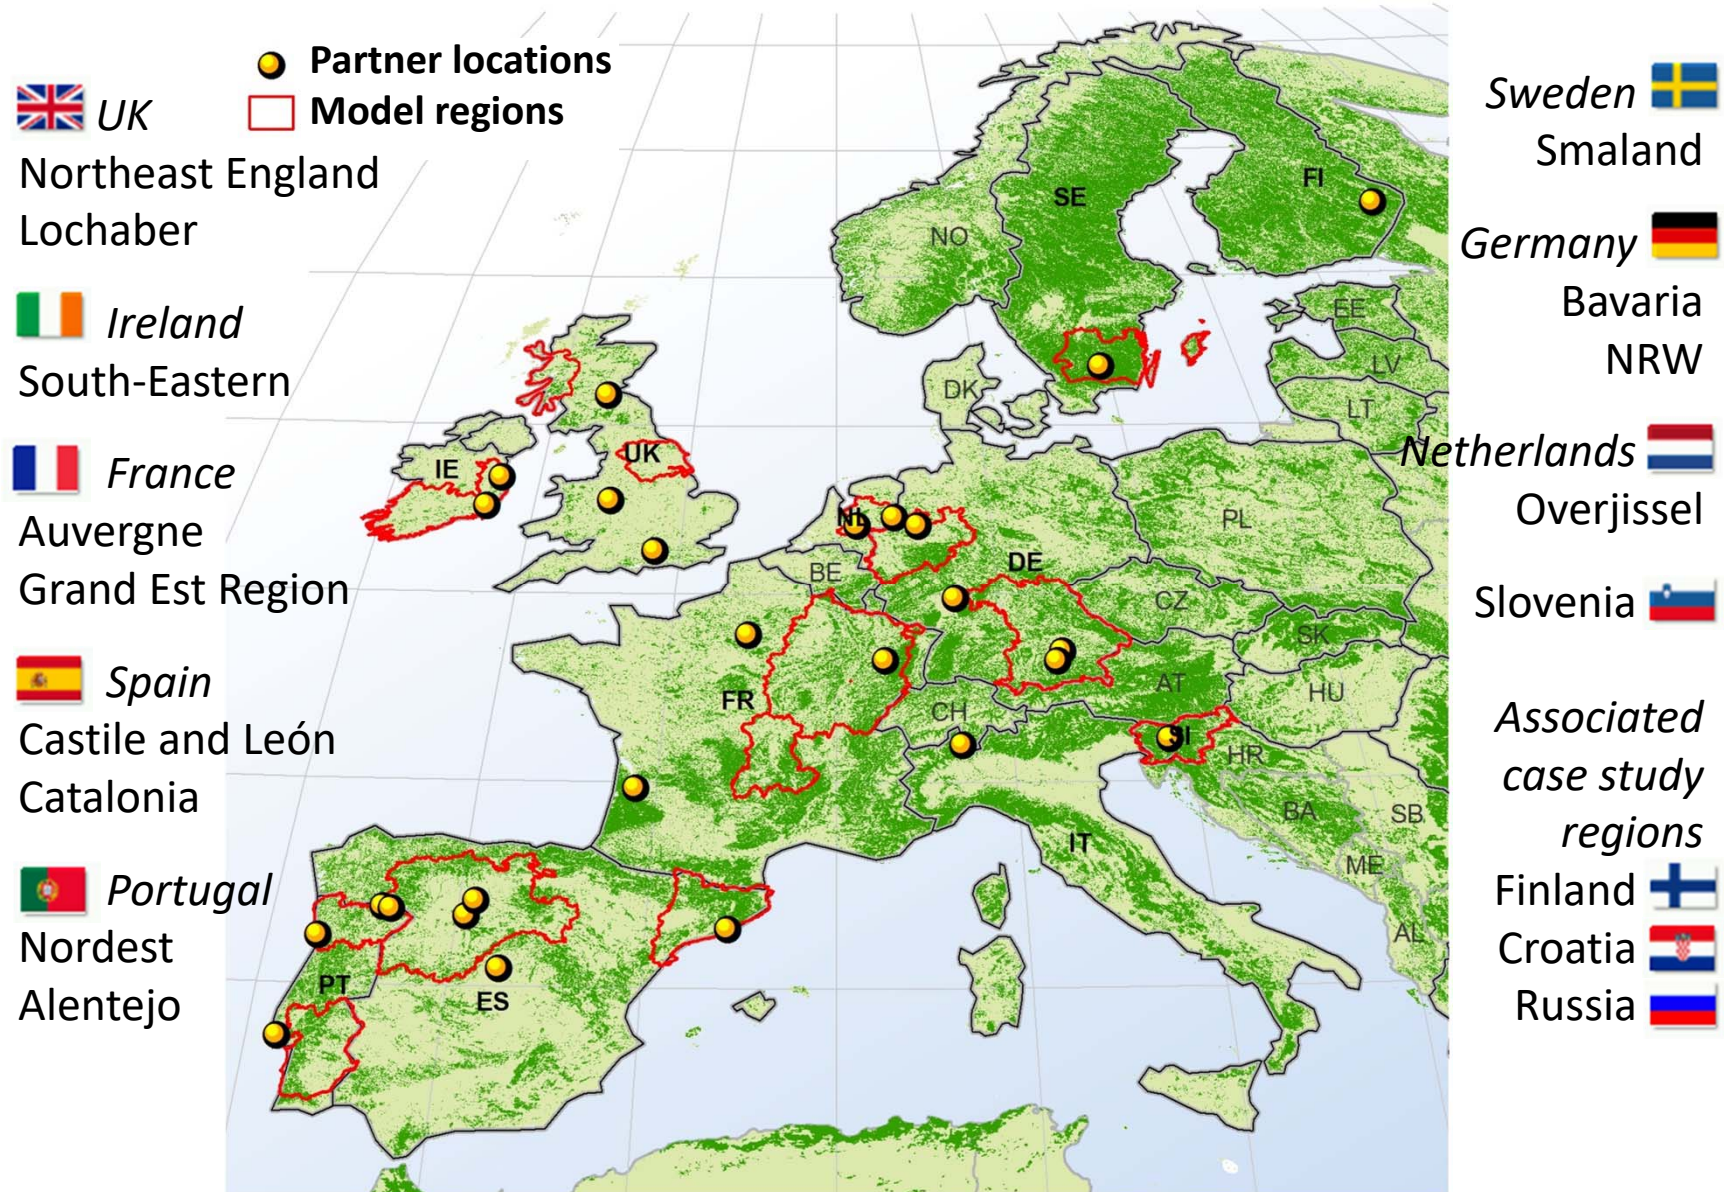 Partner locations
Model regions
UK
Northeast England
Lochaber
Ireland
South-Eastern
France
Auvergne
Grand Est Region
Spain
Castile and León
Catalonia
Portugal
Nordest
Alentejo
Sweden
Smaland
Germany
Bavaria
NRW
Netherlands
Overjissel
Slovenia
Associated
case study
regions
Finland
Croatia
Russia
FI
SE
NO
EE
LV
LT
DK
UK
IE
NL
PL
DE
BE
CZ
SK
AT
HU
FR
CH
SI
HR
BA
SB
IT
ME
AL
PT
ES